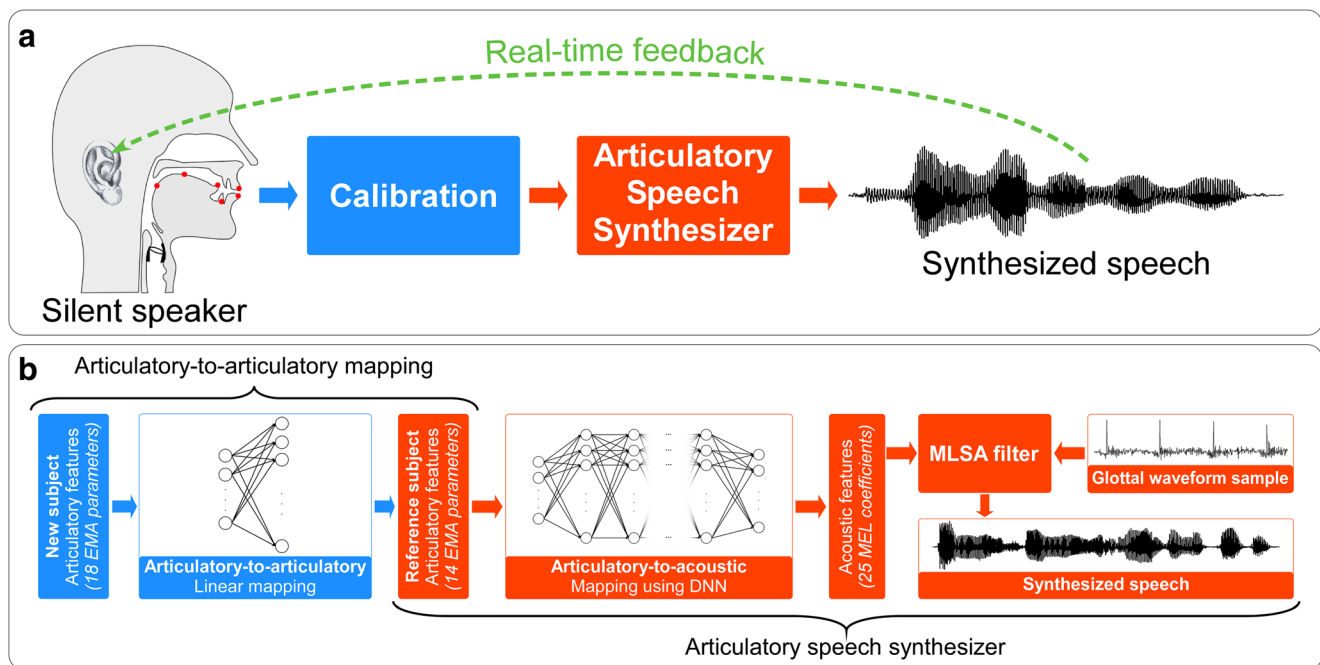 a
Real-time feedback
Calibration
Articulatory
Speech
Synthesizer
Silent speaker
Synthesized speech
b
Articulatory-to-articulatory mapping
New subject
Articulatory features
(18 EMA parameters)
Articulatory-to-articulatory
Linear mapping
Reference subject
Articulatory features
(14 EMA parameters)
...
...
...
...
Articulatory-to-acoustic
Mapping using DNN
Acoustic features
(25 MEL coefficients)
MLSA filter
Glottal waveform sample
Synthesized speech
Articulatory speech synthesizer